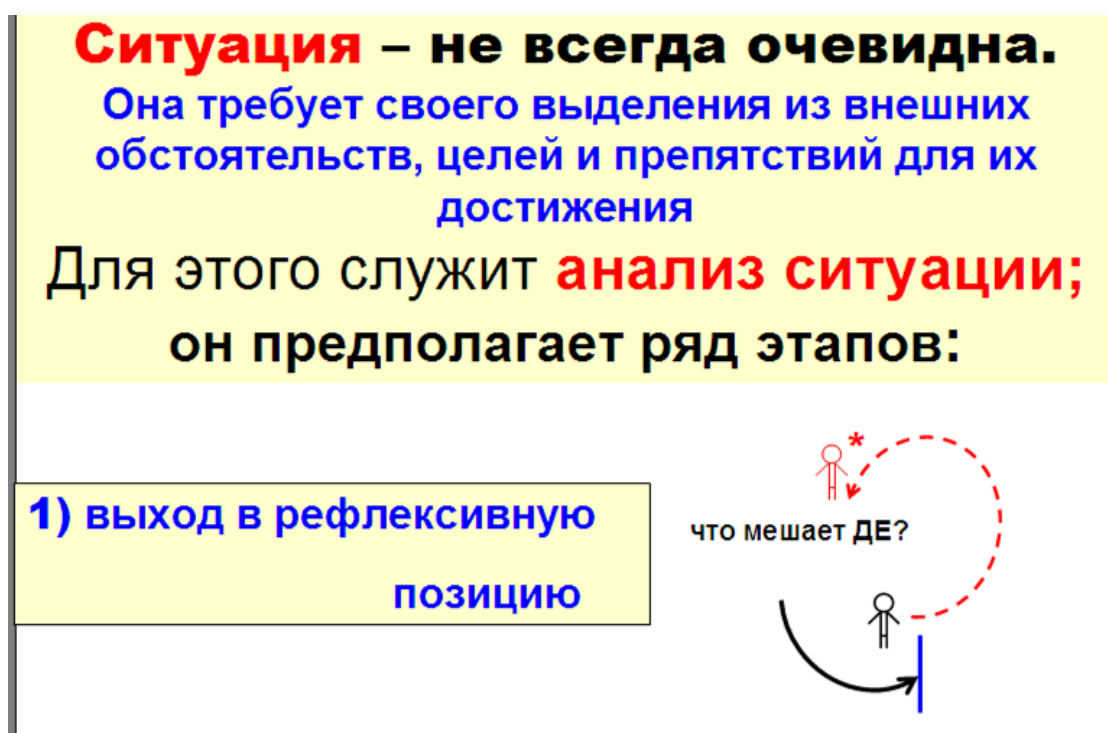 Ситуация – не всегда очевидна.
Она требует своего выделения из внешних
обстоятельств, целей и препятствий для их
достижения
Для этого служит анализ ситуации;
он предполагает ряд этапов:
1) выход в рефлексивную
позицию
*
что мешает ДЕ?